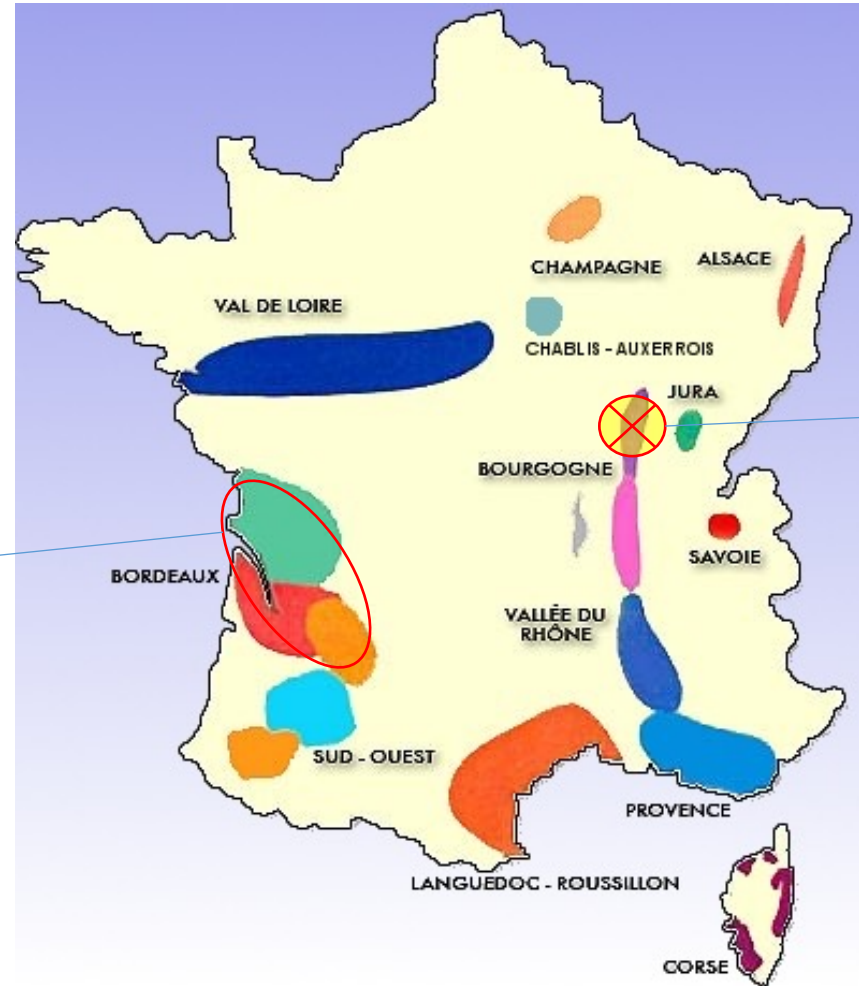 CHAMPAGNE
ALSACE
VAL DE LOIRE
CHABLIS - AUXERROIS
JURA
BOURGOGNE
SAVOIE
BORDEAUX
VALLÉE DU
RHÔNE
SUD - OUEST
PROVENCE
LANGUEDOC - ROUSSILLON
CORSE